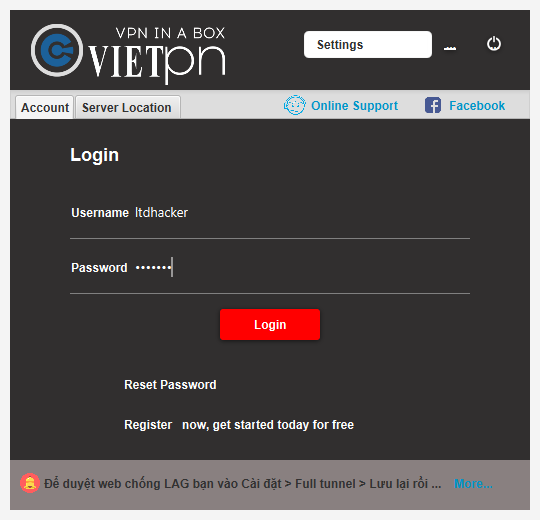 VPN IN A BOX
VIETpn
Settings
Account Server Location Online Support Facebook
Login
Username ltdhacker
Password •••••••
Login
Reset Password
Register now, get started today for free
Để duyệt web chống LAG bạn vào Cài đặt > Full tunnel > Lưu lại rồi ... More...